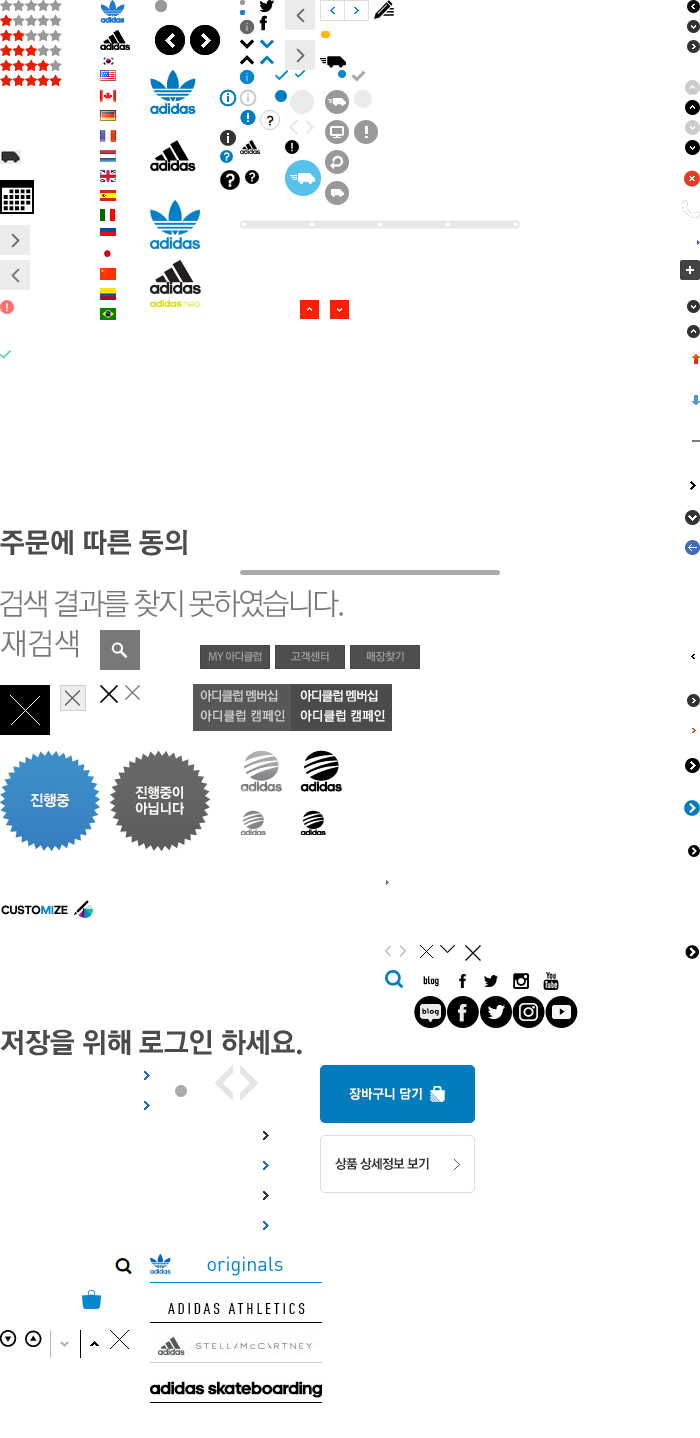 adidas
adidas
adidas
adidas
adidas
adidas
adidas
adidas neo
주문에 따른 동의
검색 결과를 찾지 못하였습니다.
재검색
MY 아디클럽
고객센터
매장찾기
아디클럽 멤버십
아디클럽 멤버십
아디클럽 캠페인
아디클럽 캠페인
진행중
진행중이
아닙니다
adidas
adidas
adidas
adidas
CUSTOMIZE
blog
You
Tube
blog
저장을 위해 로그인 하세요.
장바구니 담기
상품 상세정보 보기
adidas
originals
ADIDAS ATHLETICS
adidas
STELLA McCARTNEY
adidas skateboarding